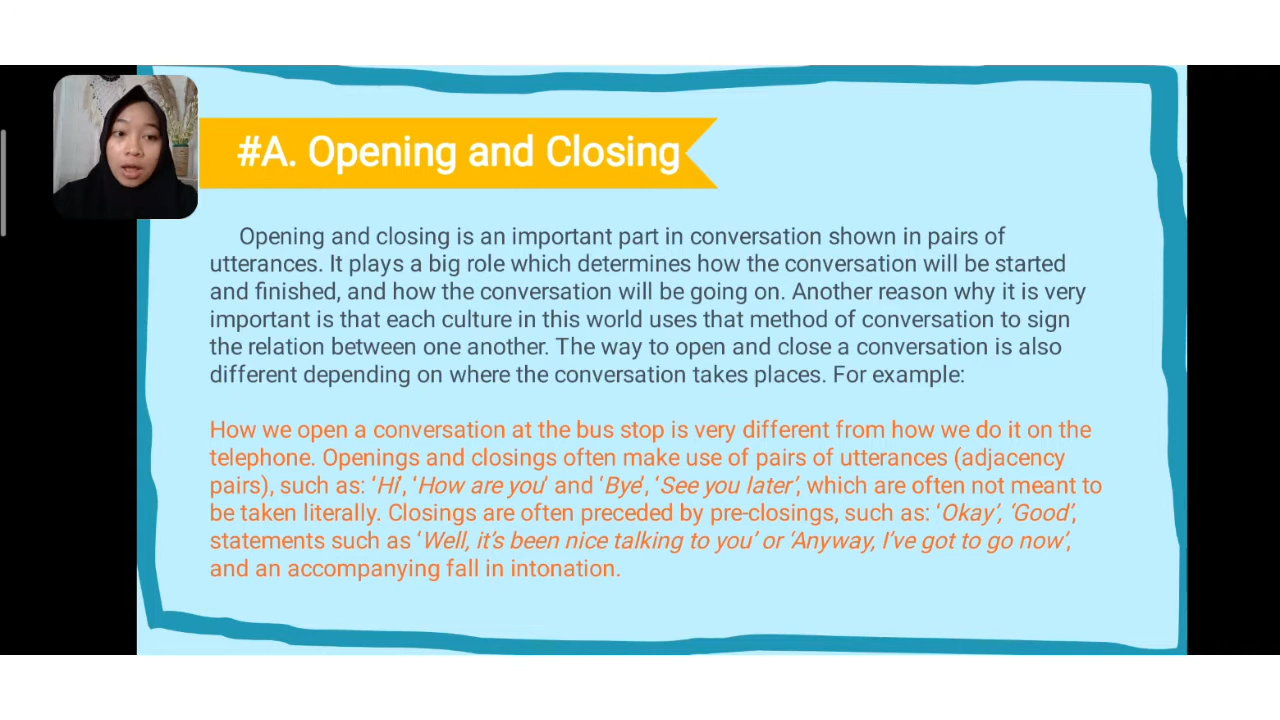 #A. Opening and Closing
Opening and closing is an important part in conversation shown in pairs of
utterances. It plays a big role which determines how the conversation will be started
and finished, and how the conversation will be going on. Another reason why it is very
important is that each culture in this world uses that method of conversation to sign
the relation between one another. The way to open and close a conversation is also
different depending on where the conversation takes places. For example:
How we open a conversation at the bus stop is very different from how we do it on the
telephone. Openings and closings often make use of pairs of utterances (adjacency
pairs), such as: ‘Hi’, ‘How are you’ and ‘Bye’, ‘See you later’, which are often not meant to
be taken literally. Closings are often preceded by pre-closings, such as: ‘Okay’, ‘Good’,
statements such as ‘Well, it’s been nice talking to you’ or ‘Anyway, I’ve got to go now’,
and an accompanying fall in intonation.